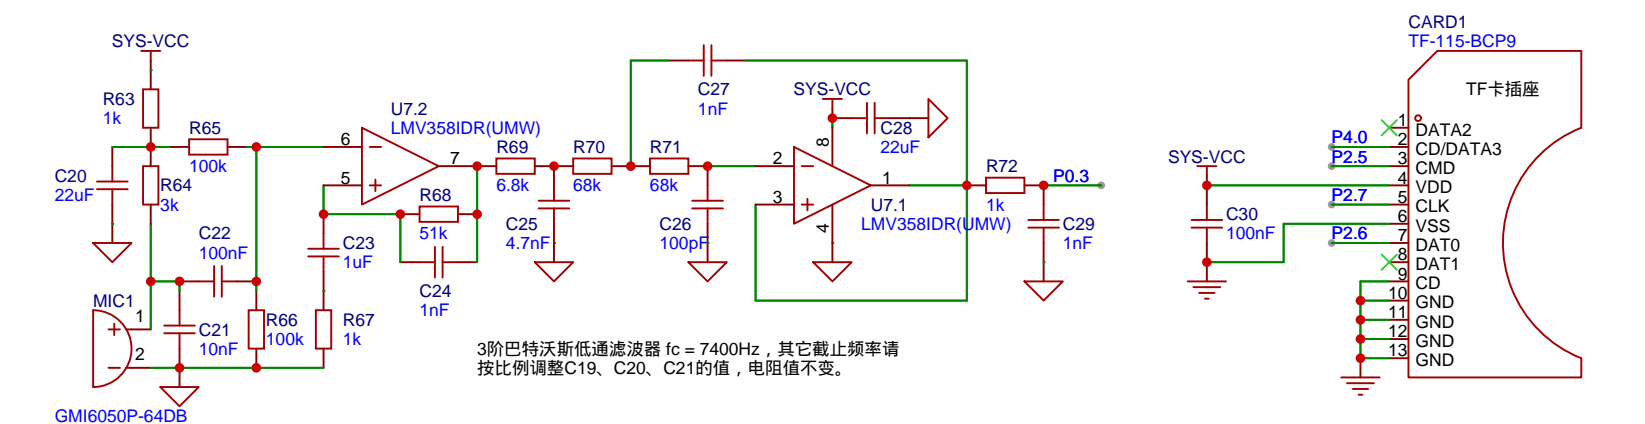 SYS-VCC
R63
1k
R65
100k
C20
22uF
R64
3k
C22
100nF
MIC1
1
2
C21
10nF
R66
100k
GMI6050P-64DB
U7.2
LMV358IDR(UMW)
6
5
7
R68
51k
C23
1uF
C24
1nF
R67
1k
R69
6.8k
R70
68k
R71
68k
C25
4.7nF
C26
100pF
C27
1nF
SYS-VCC
C28
22uF
8
2
3
1
4
U7.1
LMV358IDR(UMW)
R72
1k
P0.3
C29
1nF
3阶巴特沃斯低通滤波器 fc = 7400Hz，其它截止频率请
按比例调整C19、C20、C21的值，电阻值不变。
CARD1
TF-115-BCP9
TF卡插座
SYS-VCC
C30
100nF
1 DATA2
P4.0 2 CD/DATA3
P2.5 3 CMD
4 VDD
P2.7 5 CLK
6 VSS
P2.6 7 DAT0
8 DAT1
9 CD
10 GND
11 GND
12 GND
13 GND